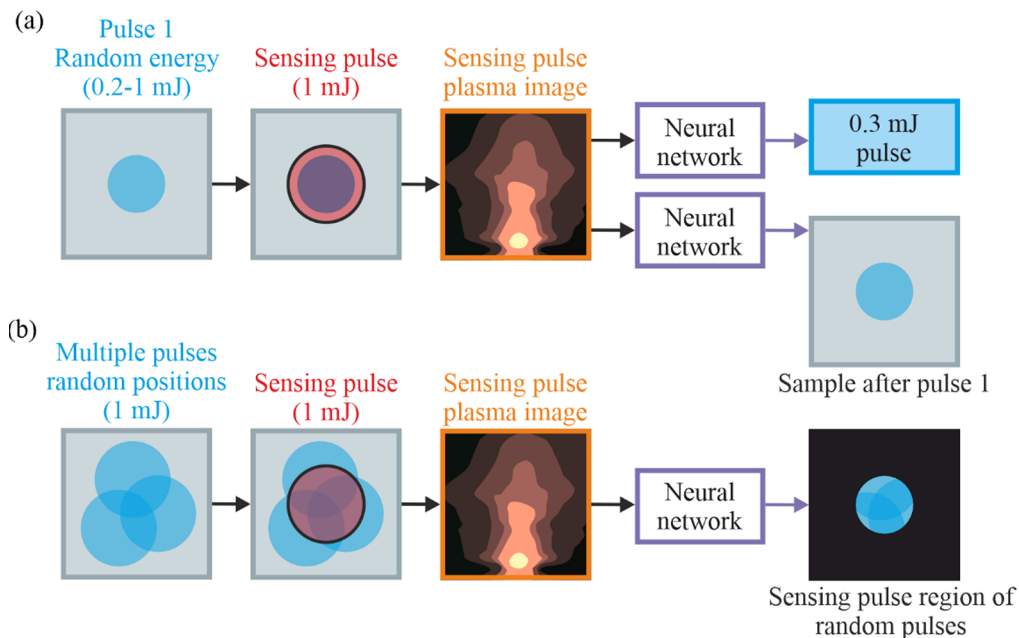 (a)
Pulse 1
Random energy
(0.2-1 mJ)
Sensing pulse
(1 mJ)
Sensing pulse
plasma image
Neural
network
0.3 mJ
pulse
Neural
network
Sample after pulse 1
(b)
Multiple pulses
random positions
(1 mJ)
Sensing pulse
(1 mJ)
Sensing pulse
plasma image
Neural
network
Sensing pulse region of
random pulses